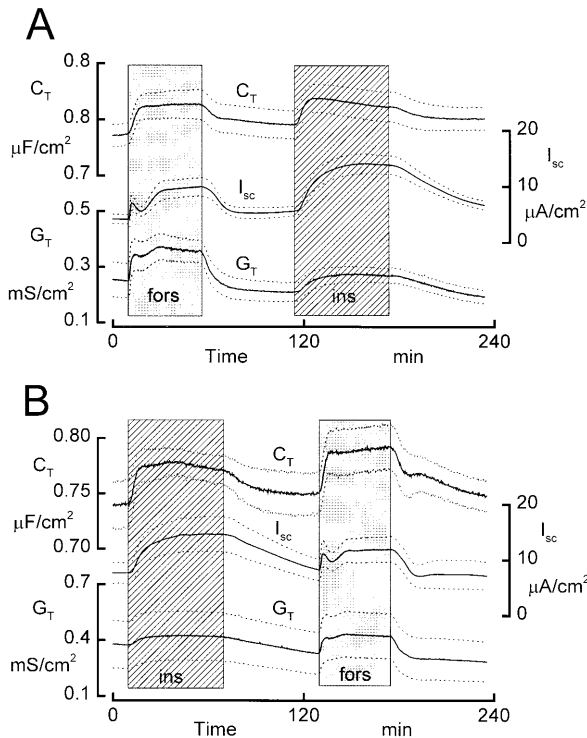 A
0.8
C_T
C_T
0.8
20
μF/cm²
I_sc
0.7
I_sc
10
0.5
μA/cm²
G_T
0
G_T
0.3
mS/cm²
fors
ins
0.1
0
120
240
Time
min
B
0.80
C_T
C_T
0.75
μF/cm²
20
I_sc
I_sc
0.70
10
0.7
μA/cm²
G_T
G_T
0
0.4
mS/cm²
ins
fors
0.1
0
120
240
Time
min